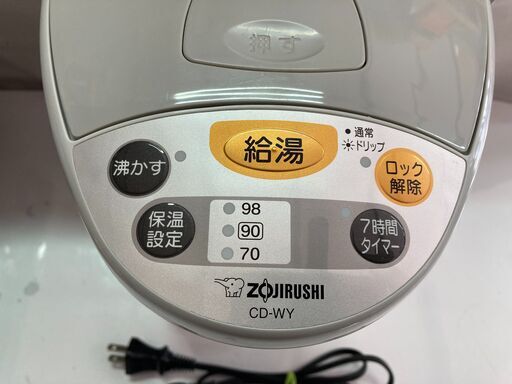 押す
給湯
•通常
ドリップ
沸かす
ロック
解除
保温
設定
98
90
70
7時間
タイマー
ZOJIRUSHI
CD-WY